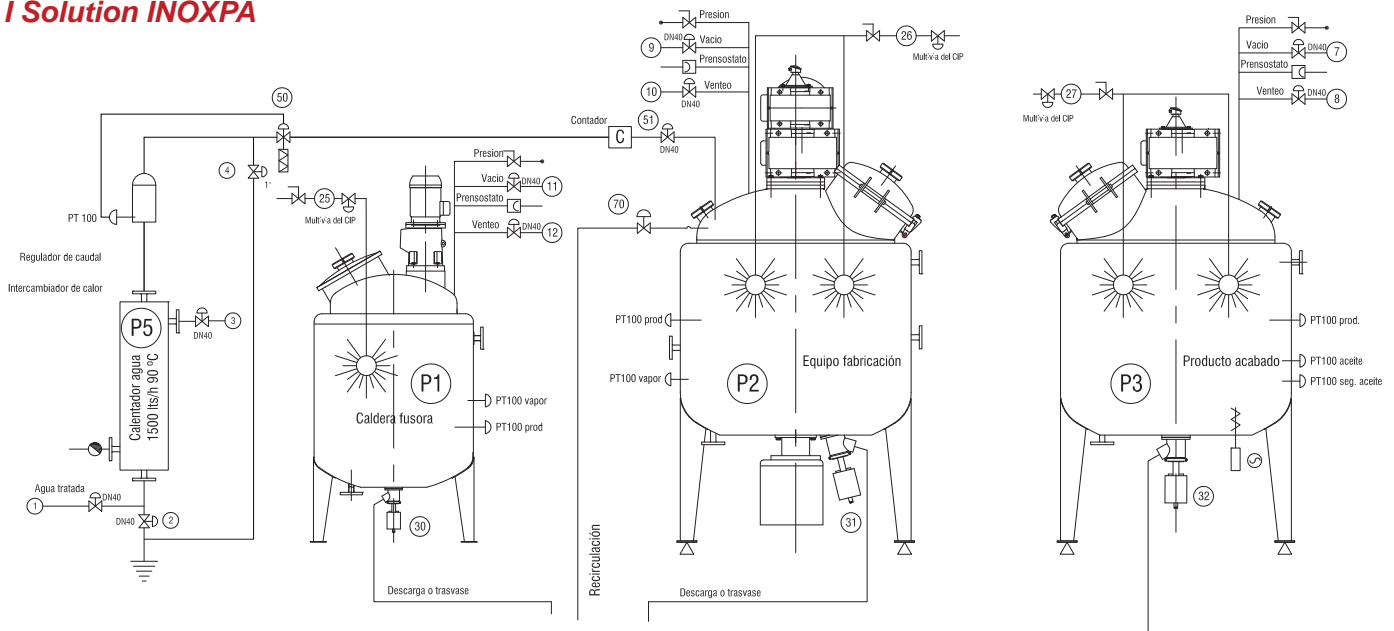 l Solution INOXPA
Presion
DN40
Vacio
9
Prensostato
Venteo
10
DN40
26
Multív·a del CIP
Presion
Vacio
DN40
7
Prensostato
Venteo
DN40
8
27
Multív·a del CIP
50
4
1"
PT 100
Regulador de caudal
Intercambiador de calor
P5
Calentador agua
1500 lts/h 90 ºC
3
DN40
Agua tratada
1
DN40
DN40
2
Contador
C
51
DN40
25
Multív·a del CIP
Presion
Vacio
DN40
11
Prensostato
Venteo
DN40
12
P1
Caldera fusora
PT100 vapor
PT100 prod
30
Descarga o trasvase
70
Recirculación
PT100 prod
PT100 vapor
P2
Equipo fabricación
31
Descarga o trasvase
P3
Producto acabado
PT100 prod.
PT100 aceite
PT100 seg. aceite
32